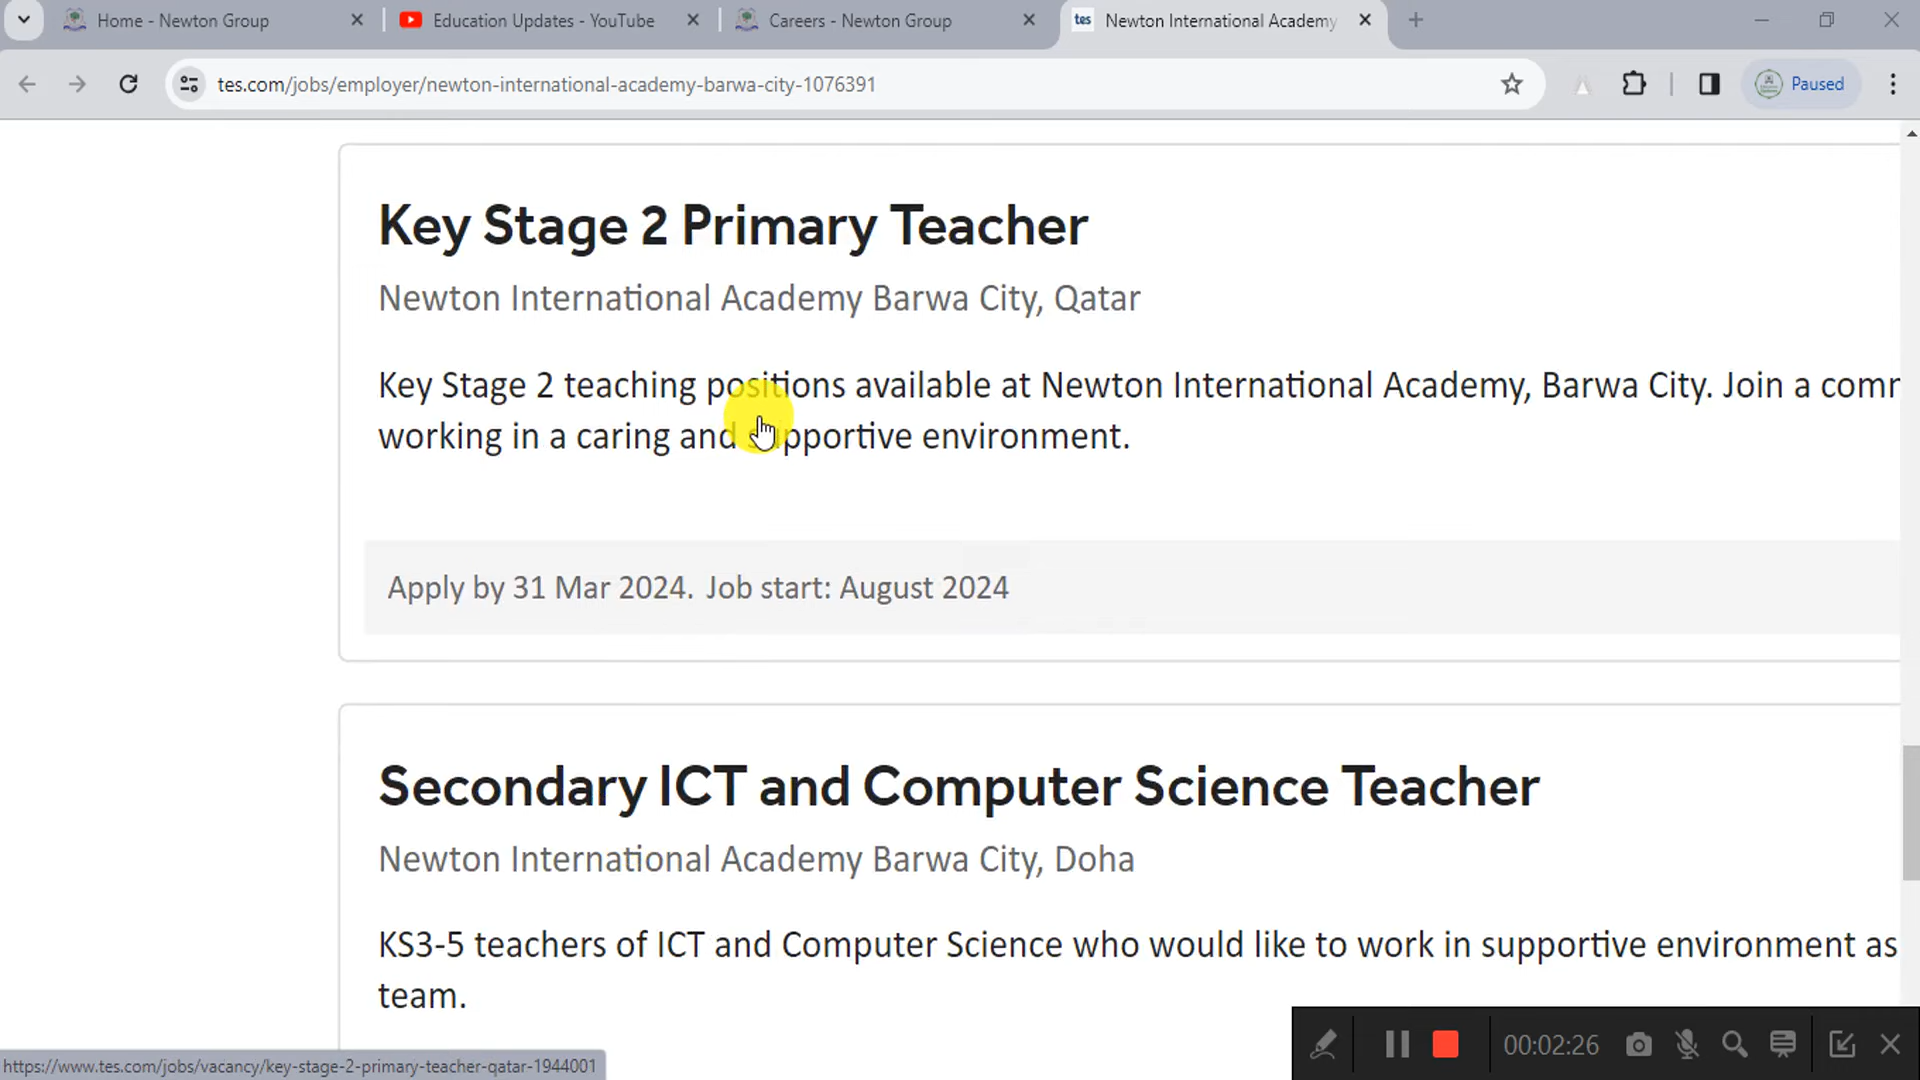 Home - Newton Group
Education Updates - YouTube
Careers - Newton Group
tes
Newton International Academy
tes.com/jobs/employer/newton-international-academy-barwa-city-1076391
Paused
Key Stage 2 Primary Teacher
Newton International Academy Barwa City, Qatar
Key Stage 2 teaching positions available at Newton International Academy, Barwa City. Join a comm
working in a caring and supportive environment.
Apply by 31 Mar 2024. Job start: August 2024
Secondary ICT and Computer Science Teacher
Newton International Academy Barwa City, Doha
KS3-5 teachers of ICT and Computer Science who would like to work in supportive environment as
team.
00:02:26
https://www.tes.com/jobs/vacancy/key-stage-2-primary-teacher-qatar-1944001